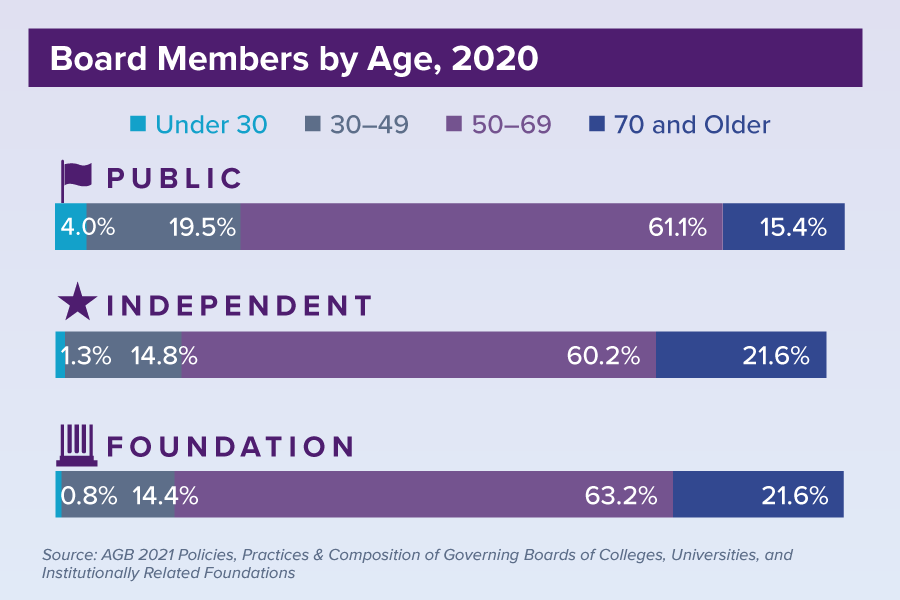 Board Members by Age, 2020
Under 30 30–49 50–69 70 and Older
PUBLIC
4.0% 19.5% 61.1% 15.4%
INDEPENDENT
1.3% 14.8% 60.2% 21.6%
FOUNDATION
0.8% 14.4% 63.2% 21.6%
Source: AGB 2021 Policies, Practices & Composition of Governing Boards of Colleges, Universities, and
Institutionally Related Foundations